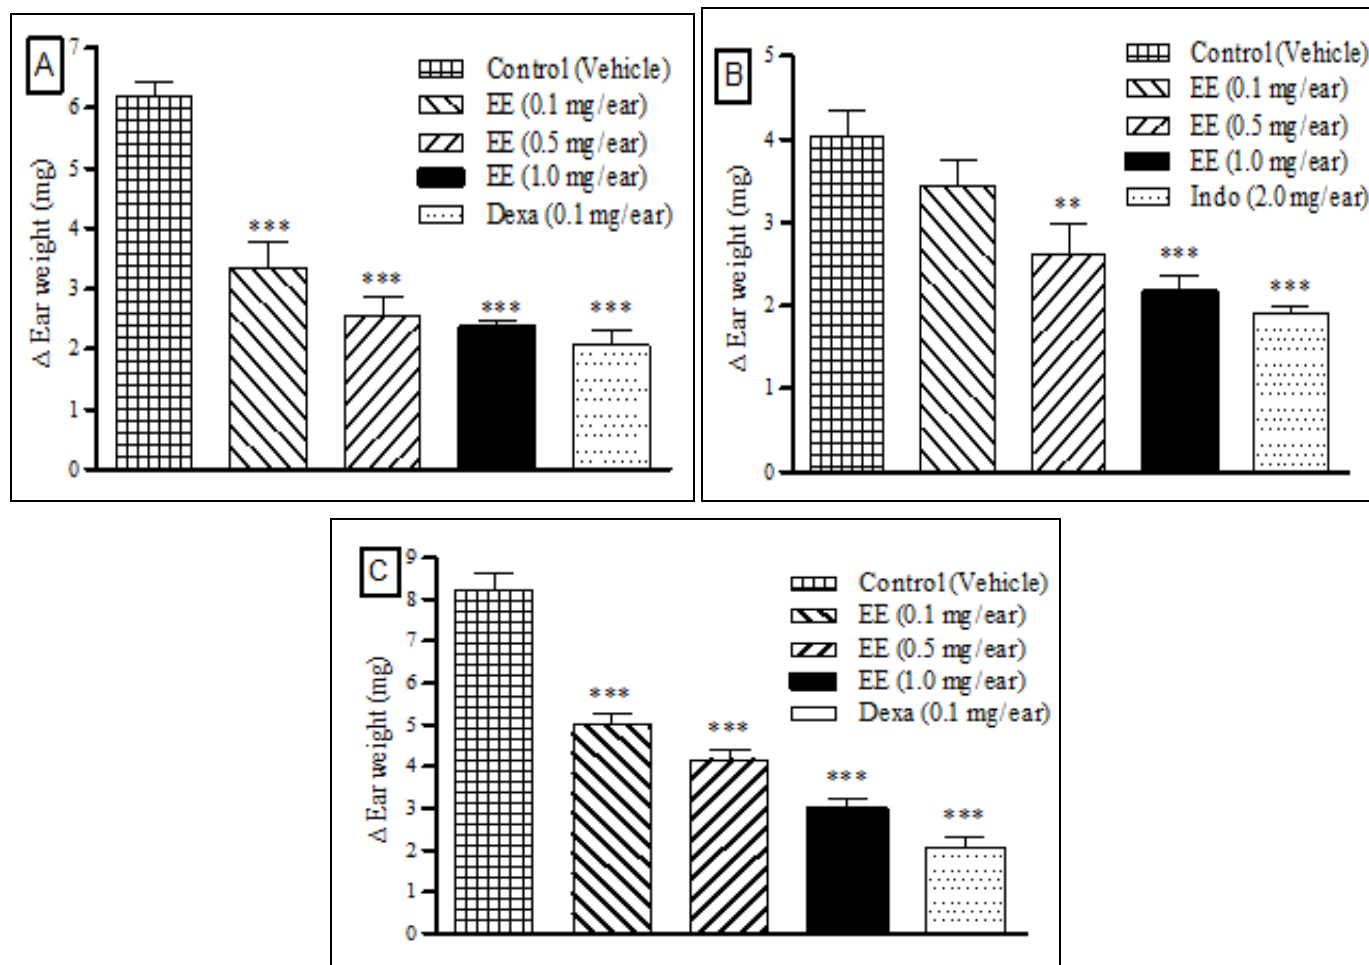 A
7
6
5
4
3
2
1
0
Δ Ear weight (mg)
Control (Vehicle)
EE (0.1 mg/ear)
EE (0.5 mg/ear)
EE (1.0 mg/ear)
Dexa (0.1 mg/ear)
***
***
***
***
B
5
4
3
2
1
0
Δ Ear weight (mg)
Control (Vehicle)
EE (0.1 mg/ear)
EE (0.5 mg/ear)
EE (1.0 mg/ear)
Indo (2.0 mg/ear)
**
***
***
C
9
8
7
6
5
4
3
2
1
0
Δ Ear weight (mg)
Control (Vehicle)
EE (0.1 mg/ear)
EE (0.5 mg/ear)
EE (1.0 mg/ear)
Dexa (0.1 mg/ear)
***
***
***
***